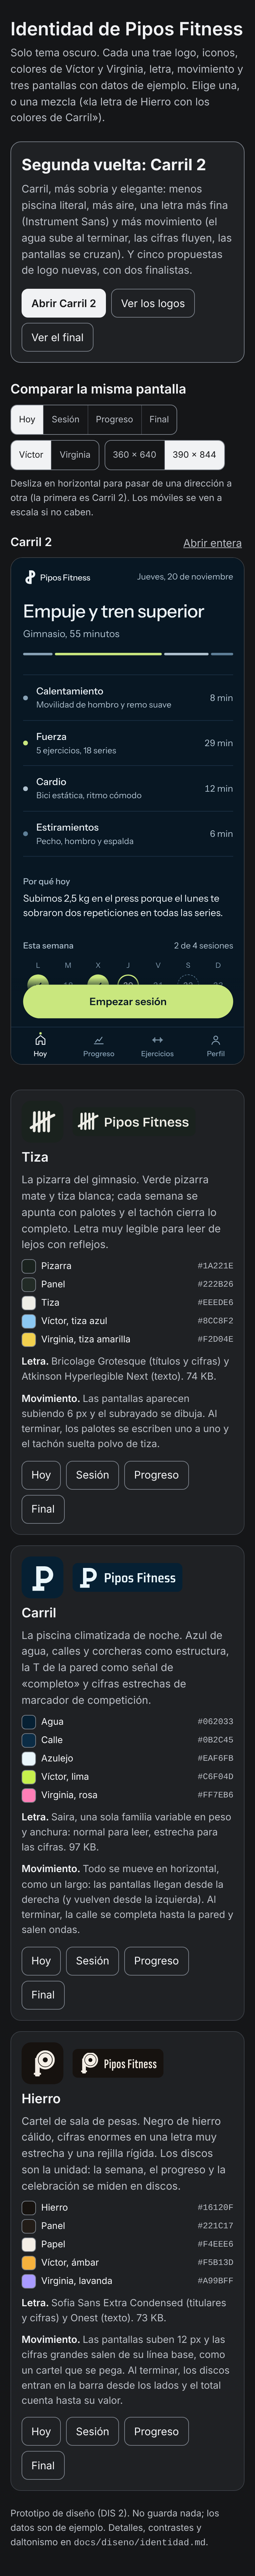 Identidad de Pipos Fitness
Solo tema oscuro. Cada una trae logo, iconos,
colores de Víctor y Virginia, letra, movimiento y
tres pantallas con datos de ejemplo. Elige una,
o una mezcla («la letra de Hierro con los
colores de Carril»).
Segunda vuelta: Carril 2
Carril, más sobria y elegante: menos
piscina literal, más aire, una letra más fina
(Instrument Sans) y más movimiento (el
agua sube al terminar, las cifras fluyen, las
pantallas se cruzan). Y cinco propuestas
de logo nuevas, con dos finalistas.
Abrir Carril 2
Ver los logos
Ver el final
Comparar la misma pantalla
Hoy
Sesión
Progreso
Final
Víctor
Virginia
360 × 640
390 × 844
Desliza en horizontal para pasar de una dirección a
otra (la primera es Carril 2). Los móviles se ven a
escala si no caben.
Carril 2
Abrir entera
Pipos Fitness
Jueves, 20 de noviembre
Empuje y tren superior
Gimnasio, 55 minutos
Calentamiento
Movilidad de hombro y remo suave
8 min
Fuerza
5 ejercicios, 18 series
29 min
Cardio
Bici estática, ritmo cómodo
12 min
Estiramientos
Pecho, hombro y espalda
6 min
Por qué hoy
Subimos 2,5 kg en el press porque el lunes te
sobraron dos repeticiones en todas las series.
Esta semana
2 de 4 sesiones
L M X J V S D
Empezar sesión
Hoy
Progreso
Ejercicios
Perfil
Pipos Fitness
Tiza
La pizarra del gimnasio. Verde pizarra
mate y tiza blanca; cada semana se
apunta con palotes y el tachón cierra lo
completo. Letra muy legible para leer de
lejos con reflejos.
Pizarra #1A221E
Panel #222B26
Tiza #EEEDE6
Víctor, tiza azul #8CC8F2
Virginia, tiza amarilla #F2D04E
Letra. Bricolage Grotesque (títulos y cifras) y
Atkinson Hyperlegible Next (texto). 74 KB.
Movimiento. Las pantallas aparecen
subiendo 6 px y el subrayado se dibuja. Al
terminar, los palotes se escriben uno a uno y
el tachón suelta polvo de tiza.
Hoy
Sesión
Progreso
Final
Pipos Fitness
Carril
La piscina climatizada de noche. Azul de
agua, calles y corcheras como estructura,
la T de la pared como señal de
«completo» y cifras estrechas de
marcador de competición.
Agua #062033
Calle #0B2C45
Azulejo #EAF6FB
Víctor, lima #C6F04D
Virginia, rosa #FF7EB6
Letra. Saira, una sola familia variable en peso
y anchura: normal para leer, estrecha para
las cifras. 97 KB.
Movimiento. Todo se mueve en horizontal,
como un largo: las pantallas llegan desde la
derecha (y vuelven desde la izquierda). Al
terminar, la calle se completa hasta la pared y
salen ondas.
Hoy
Sesión
Progreso
Final
Pipos Fitness
Hierro
Cartel de sala de pesas. Negro de hierro
cálido, cifras enormes en una letra muy
estrecha y una rejilla rígida. Los discos
son la unidad: la semana, el progreso y la
celebración se miden en discos.
Hierro #16120F
Panel #221C17
Papel #F4EEE6
Víctor, ámbar #F5B13D
Virginia, lavanda #A99BFF
Letra. Sofia Sans Extra Condensed (titulares
y cifras) y Onest (texto). 73 KB.
Movimiento. Las pantallas suben 12 px y las
cifras grandes salen de su línea base, como
un cartel que se pega. Al terminar, los discos
entran en la barra desde los lados y el total
cuenta hasta su valor.
Hoy
Sesión
Progreso
Final
Prototipo de diseño (DIS 2). No guarda nada; los
datos son de ejemplo. Detalles, contrastes y
daltonismo en docs/diseno/identidad.md.